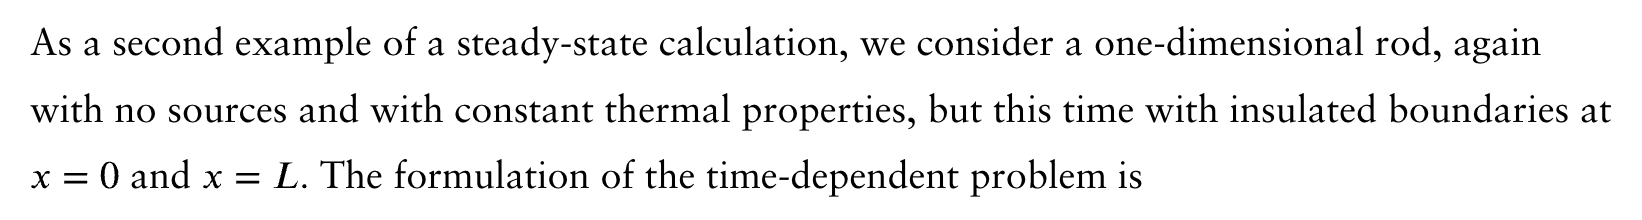 As a second example of a steady-state calculation, we consider a one-dimensional rod, again
with no sources and with constant thermal properties, but this time with insulated boundaries at
x = 0 and x = L. The formulation of the time-dependent problem is